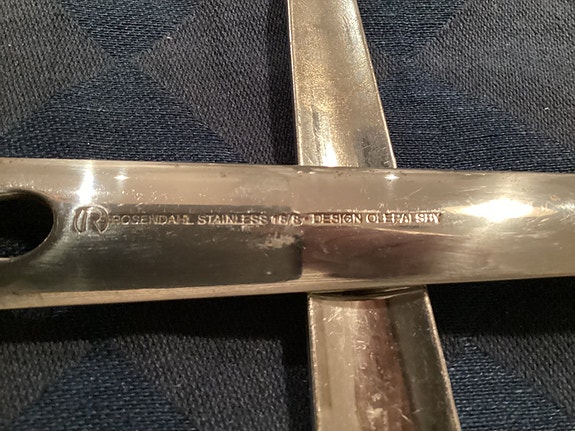 R ROSENDAHL STAINLESS 18/8 · DESIGN OLE PALSBY